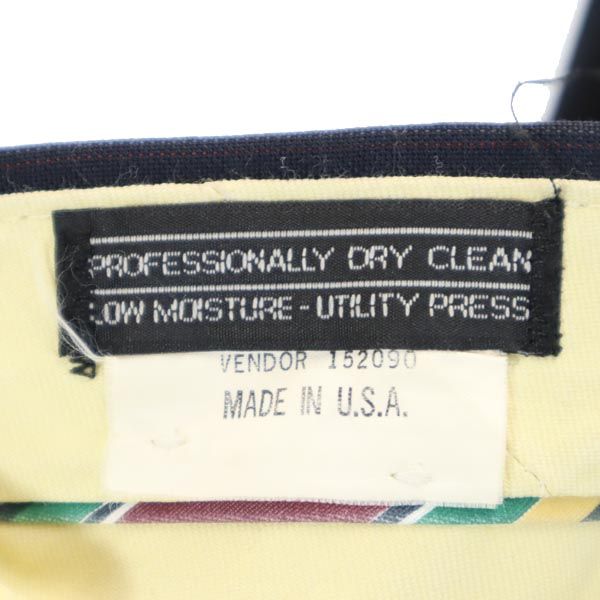 PROFESSIONALLY DRY CLEAN
LOW MOISTURE - UTILITY PRESS
VENDOR 152090
MADE IN U.S.A.